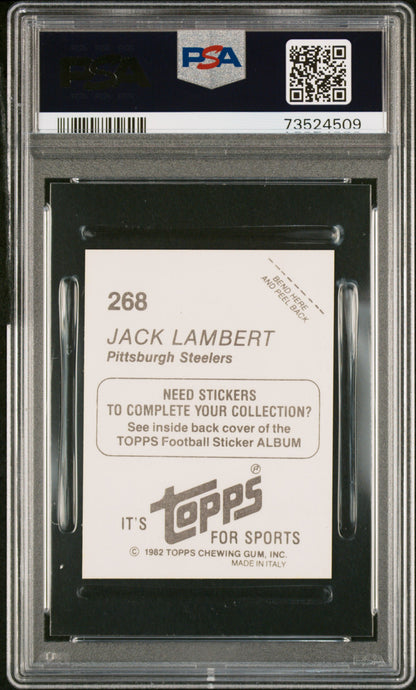 PSA
PSA
73524509
BEND HERE
AND PEEL BACK
268
JACK LAMBERT
Pittsburgh Steelers
NEED STICKERS
TO COMPLETE YOUR COLLECTION?
See inside back cover of the
TOPPS Football Sticker ALBUM
IT'S TOPPS ®
FOR SPORTS
© 1982 TOPPS CHEWING GUM, INC.
MADE IN ITALY